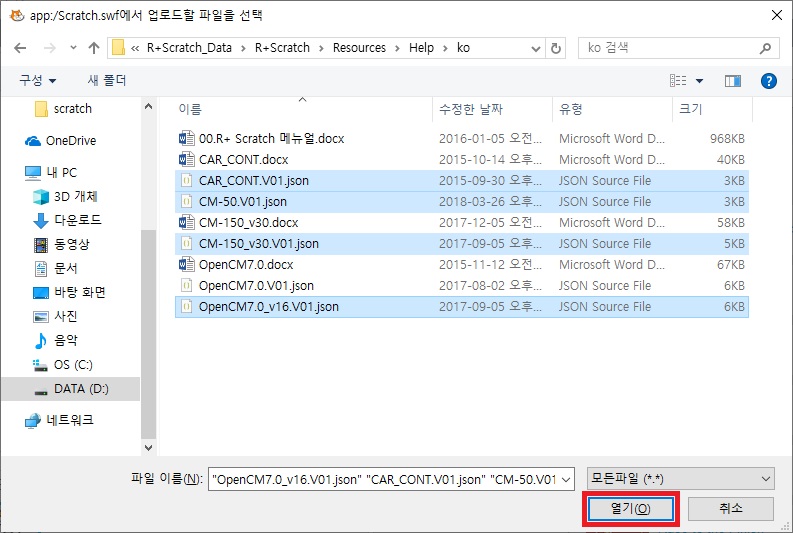 app:/Scratch.swf에서 업로드할 파일을 선택
« R+Scratch_Data > R+Scratch > Resources > Help > ko
ko 검색
구성 새 폴더
이름 수정한 날짜 유형 크기
scratch
OneDrive
내 PC
3D 개체
다운로드
동영상
문서
바탕 화면
사진
음악
OS (C:)
DATA (D:)
네트워크
00.R+ Scratch 메뉴얼.docx 2016-01-05 오전... Microsoft Word D... 968KB
CAR_CONT.docx 2015-10-14 오후... Microsoft Word D... 40KB
CAR_CONT.V01.json 2015-09-30 오후... JSON Source File 3KB
CM-50.V01.json 2018-03-26 오후... JSON Source File 3KB
CM-150_v30.docx 2017-12-05 오전... Microsoft Word D... 58KB
CM-150_v30.V01.json 2017-09-05 오후... JSON Source File 5KB
OpenCM7.0.docx 2015-11-12 오전... Microsoft Word D... 67KB
OpenCM7.0.V01.json 2017-08-02 오후... JSON Source File 6KB
OpenCM7.0_v16.V01.json 2017-09-05 오후... JSON Source File 6KB
파일 이름(N): "OpenCM7.0_v16.V01.json" "CAR_CONT.V01.json" "CM-50.V01
모든파일 (*.*)
열기(O) 취소